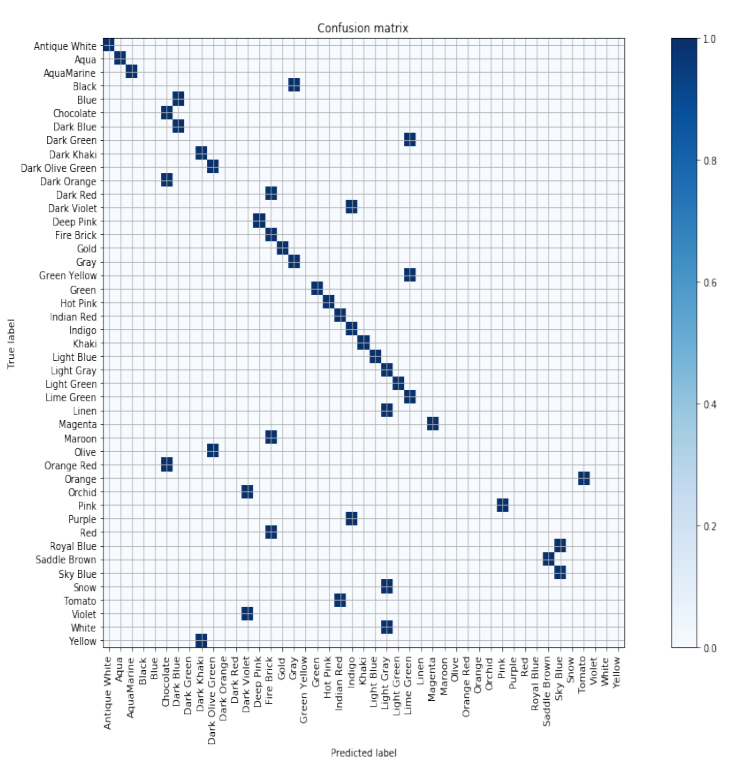 Confusion matrix
Antique White
Aqua
AquaMarine
Black
Blue
Chocolate
Dark Blue
Dark Green
Dark Khaki
Dark Olive Green
Dark Orange
Dark Red
Dark Violet
Deep Pink
Fire Brick
Gold
Gray
Green Yellow
Green
Hot Pink
Indian Red
Indigo
Khaki
Light Blue
Light Gray
Light Green
Lime Green
Linen
Magenta
Maroon
Olive
Orange Red
Orange
Orchid
Pink
Purple
Red
Royal Blue
Saddle Brown
Sky Blue
Snow
Tomato
Violet
White
Yellow
True label
Antique White
Aqua
AquaMarine
Black
Blue
Chocolate
Dark Blue
Dark Green
Dark Khaki
Dark Olive Green
Dark Orange
Dark Red
Dark Violet
Deep Pink
Fire Brick
Gold
Gray
Green Yellow
Green
Hot Pink
Indian Red
Indigo
Khaki
Light Blue
Light Gray
Light Green
Lime Green
Linen
Magenta
Maroon
Olive
Orange Red
Orange
Orchid
Pink
Purple
Red
Royal Blue
Saddle Brown
Sky Blue
Snow
Tomato
Violet
White
Yellow
Predicted label
1.0
0.8
0.6
0.4
0.2
0.0